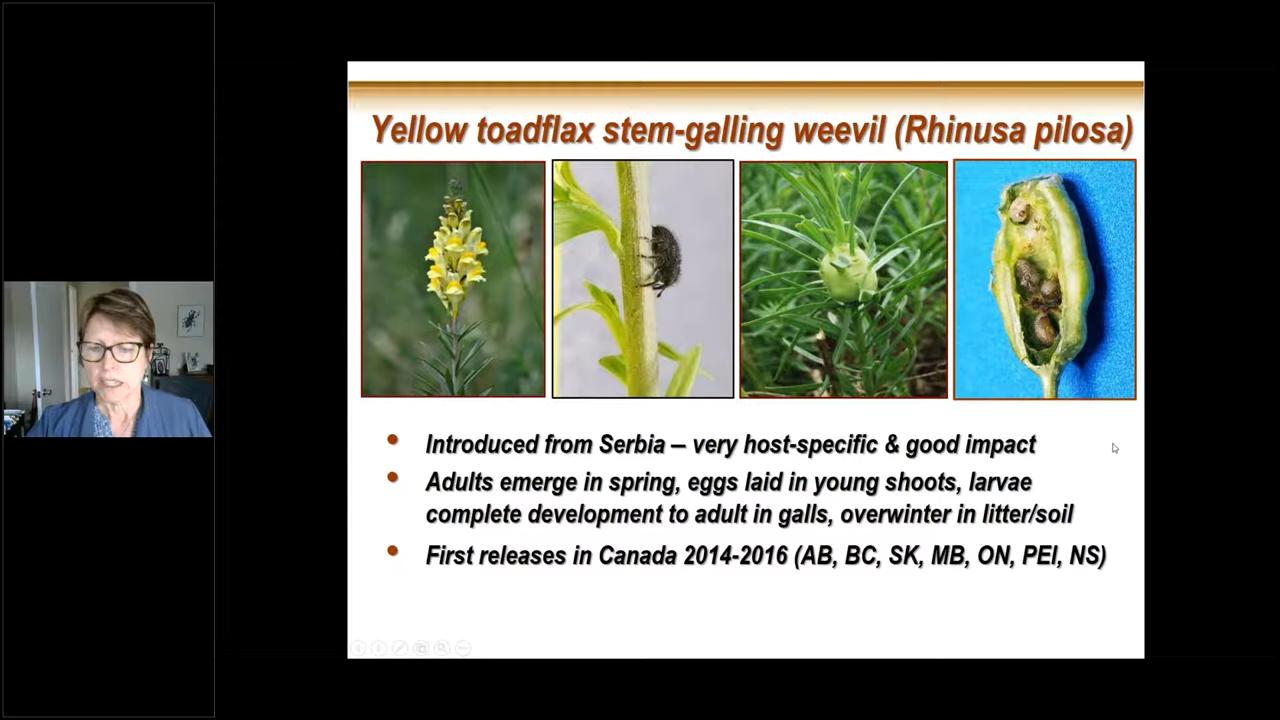 Yellow toadflax stem-galling weevil (Rhinusa pilosa)
Introduced from Serbia – very host-specific & good impact
Adults emerge in spring, eggs laid in young shoots, larvae
complete development to adult in galls, overwinter in litter/soil
First releases in Canada 2014-2016 (AB, BC, SK, MB, ON, PEI, NS)